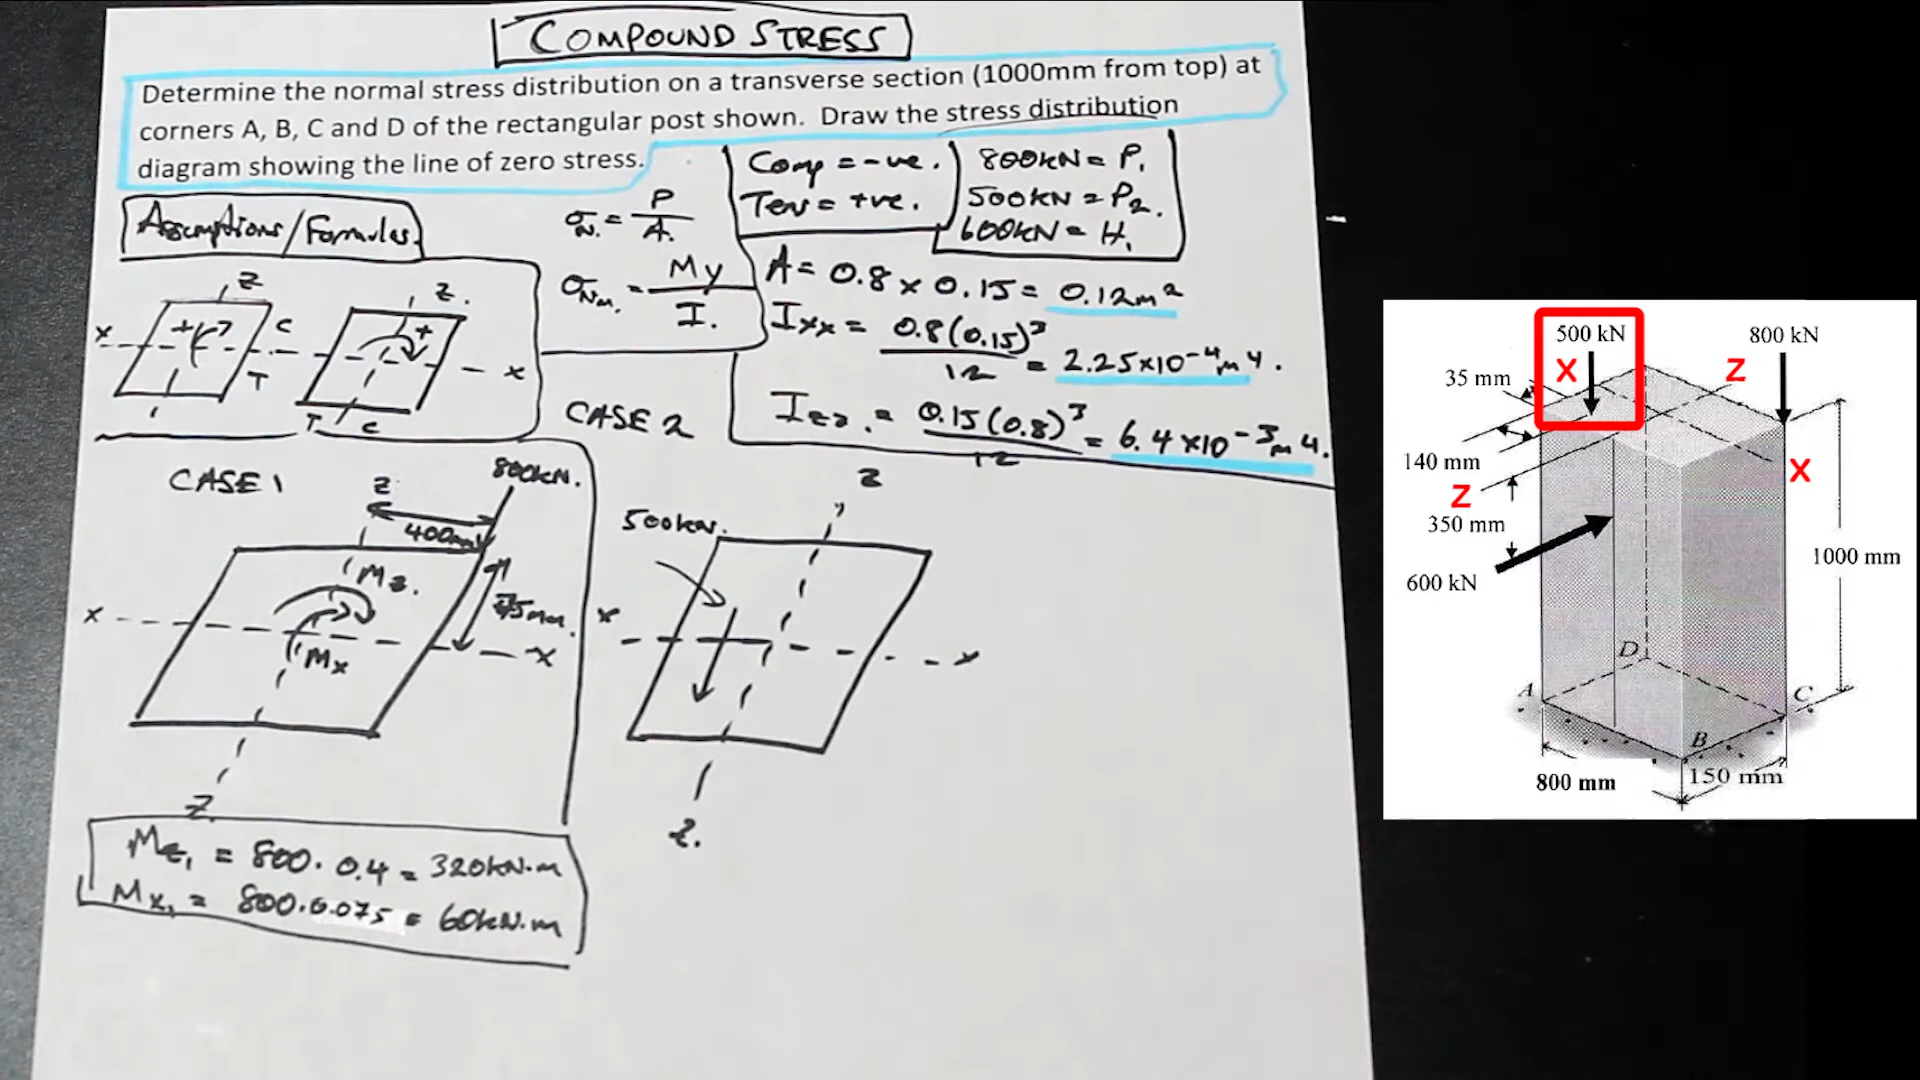 COMPOUND STRESS
Determine the normal stress distribution on a transverse section (1000mm from top) at
corners A, B, C and D of the rectangular post shown. Draw the stress distribution
diagram showing the line of zero stress.
Comp = -ve.
Ten = +ve.
800kN = P1
500kN = P2.
600kN = H1
Assumptions/Formulas.
σN. = P/A.
σNm. = My/I.
A = 0.8 x 0.15 = 0.12m²
Ixx = 0.8(0.15)³/12 = 2.25x10⁻⁴m⁴.
Izz. = 0.15(0.8)³/12 = 6.4x10⁻³m⁴.
Z
X
+
C
T
Z.
+
x
T
C
CASE 1
Z
800kN.
400mm
Mz.
75mm.
X
X
Mx
Z
Mz1 = 800. 0.4 = 320kN.m
Mx1 = 800.0.075 = 60kN.m
CASE 2
Z
500kN.
x
x
Z.
500 kN
800 kN
X
Z
35 mm
140 mm
Z
X
350 mm
600 kN
1000 mm
D
A
C
B
800 mm
150 mm